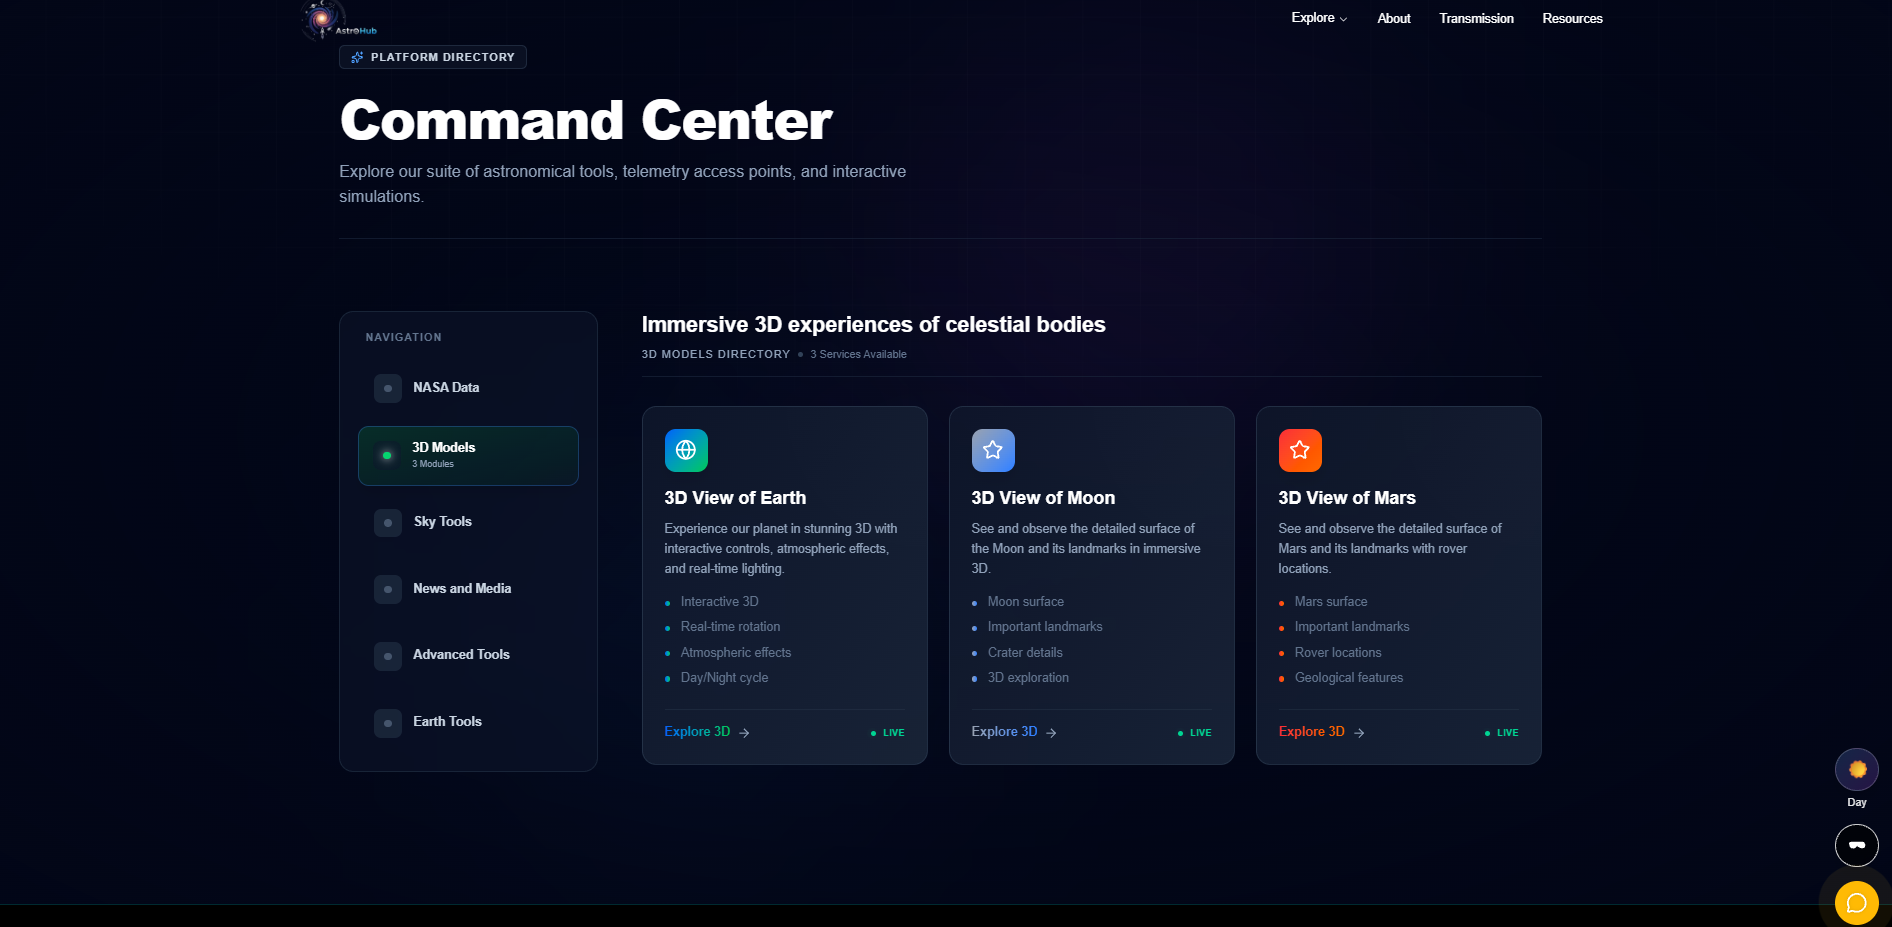 AstroHub
Explore
About
Transmission
Resources
PLATFORM DIRECTORY
Command Center
Explore our suite of astronomical tools, telemetry access points, and interactive
simulations.
NAVIGATION
NASA Data
3D Models
3 Modules
Sky Tools
News and Media
Advanced Tools
Earth Tools
Immersive 3D experiences of celestial bodies
3D MODELS DIRECTORY
3 Services Available
3D View of Earth
Experience our planet in stunning 3D with
interactive controls, atmospheric effects,
and real-time lighting.
Interactive 3D
Real-time rotation
Atmospheric effects
Day/Night cycle
Explore 3D
LIVE
3D View of Moon
See and observe the detailed surface of
the Moon and its landmarks in immersive
3D.
Moon surface
Important landmarks
Crater details
3D exploration
Explore 3D
LIVE
3D View of Mars
See and observe the detailed surface of
Mars and its landmarks with rover
locations.
Mars surface
Important landmarks
Rover locations
Geological features
Explore 3D
LIVE
Day